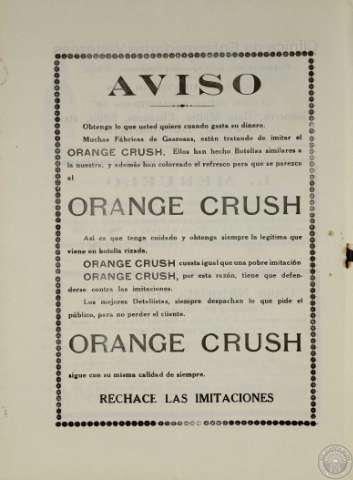 AVISO
Obtenga lo que usted quiere cuando gasta su dinero.
Muchas Fábricas de Gaseosas, están tratando de imitar el
ORANGE CRUSH. Ellos han hecho Botellas similares a
la nuestra, y además han coloreado el refresco para que se parezca
al
ORANGE CRUSH
Así es que tenga cuidado y obtenga siempre la legítima que
viene en botella rizada.
ORANGE CRUSH cuesta igual que una pobre imitación
ORANGE CRUSH, por esta razón, tiene que defen-
derse contra las imitaciones.
Los mejores Detallistas, siempre despachan lo que pide el
público, para no perder el cliente.
ORANGE CRUSH
sigue con su misma calidad de siempre.
RECHACE LAS IMITACIONES